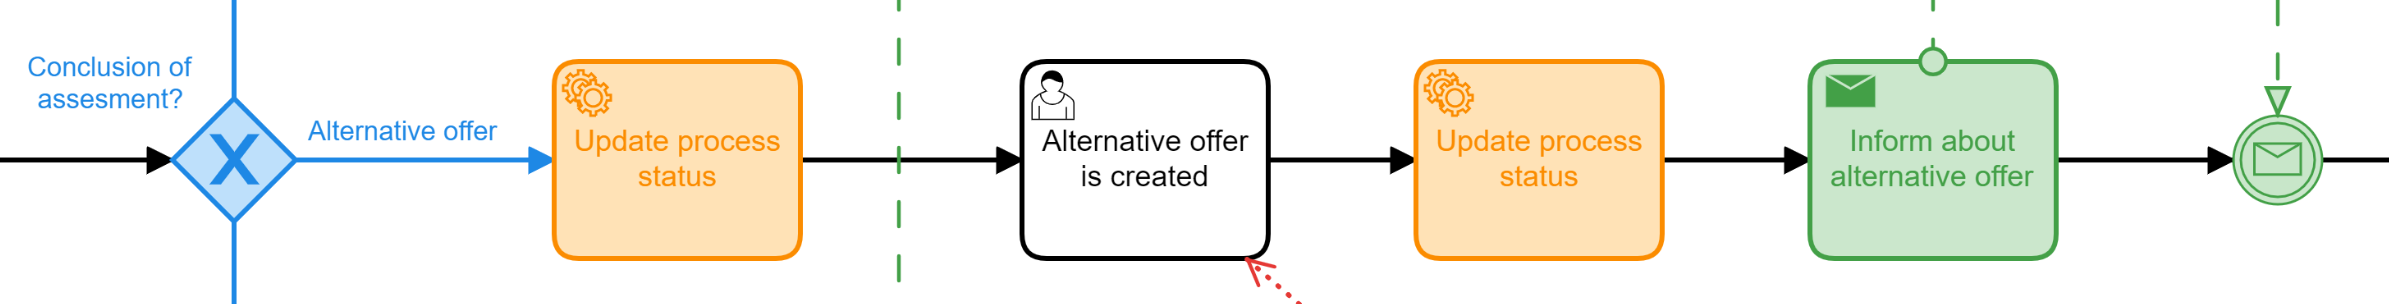 Conclusion of
assesment?
X
Alternative offer
Update process
status
Alternative offer
is created
Update process
status
Inform about
alternative offer